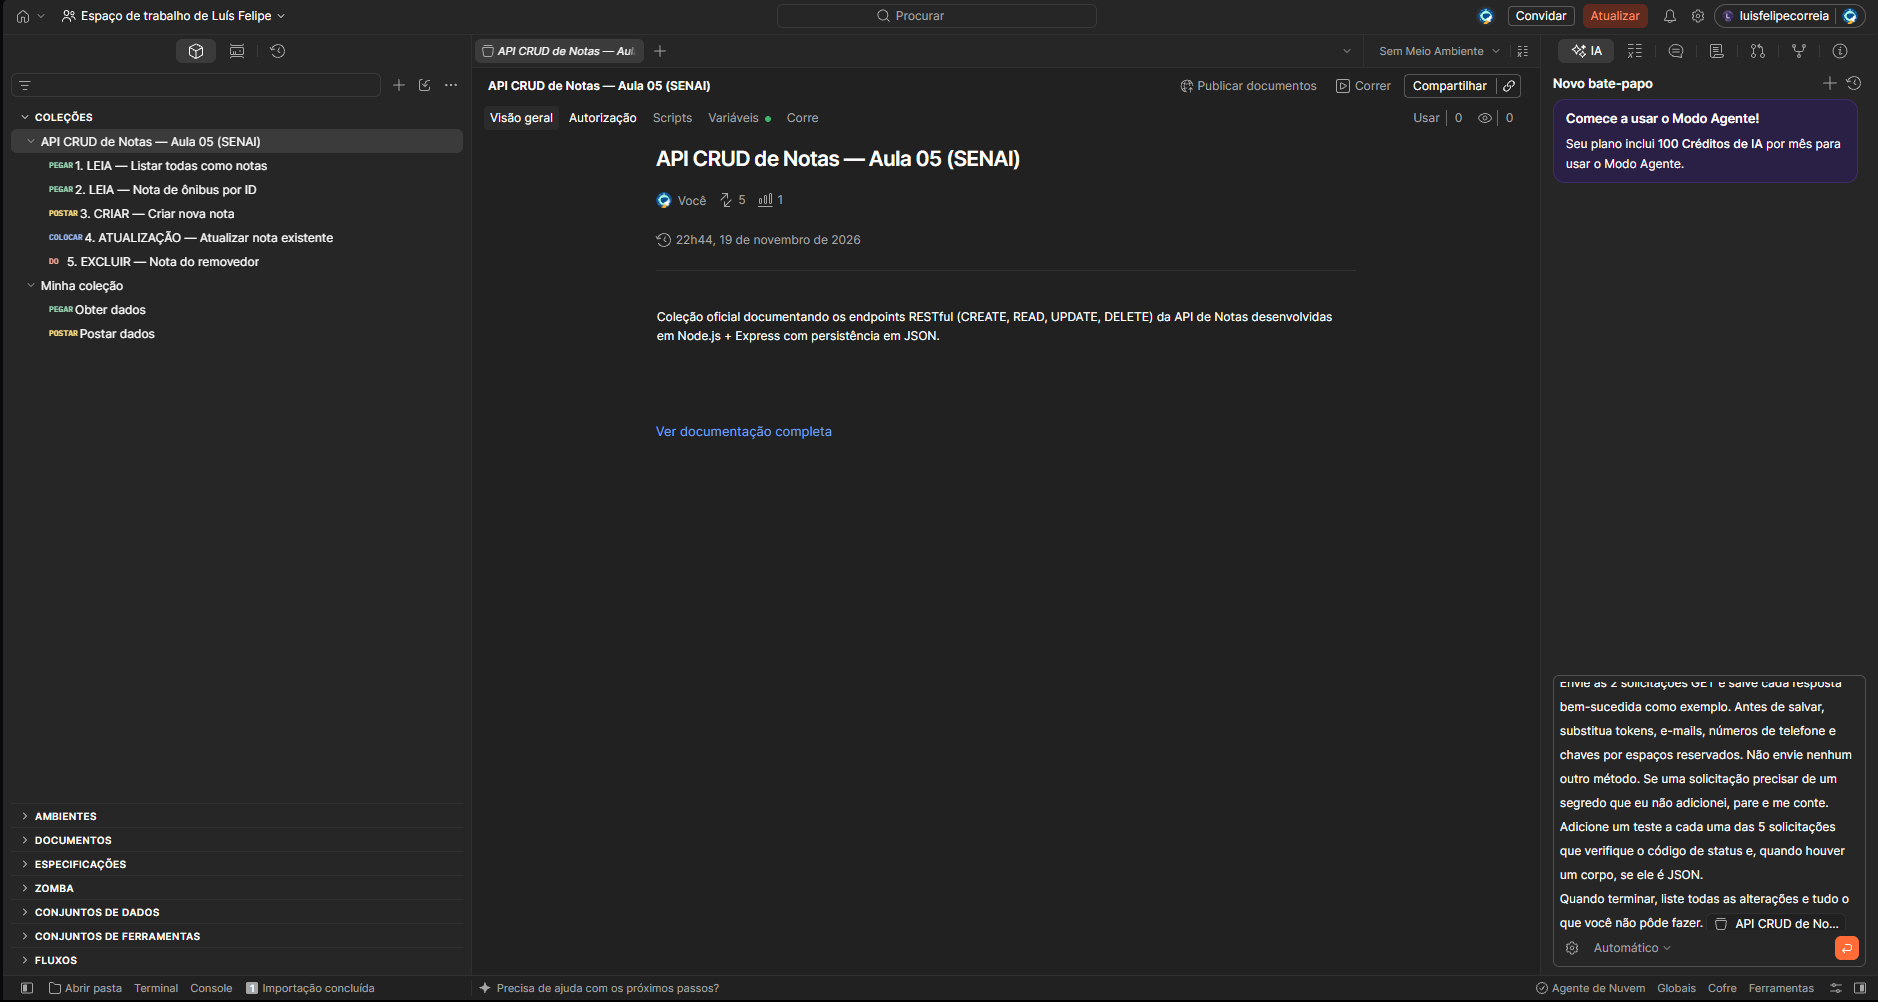 Espaço de trabalho de Luís Felipe
Procurar
Convidar
Atualizar
luisfelipecorreia
API CRUD de Notas — Aul
Sem Meio Ambiente
IA
COLEÇÕES
API CRUD de Notas — Aula 05 (SENAI)
PEGAR 1. LEIA — Listar todas como notas
PEGAR 2. LEIA — Nota de ônibus por ID
POSTAR 3. CRIAR — Criar nova nota
COLOCAR 4. ATUALIZAÇÃO — Atualizar nota existente
DO 5. EXCLUIR — Nota do removedor
Minha coleção
PEGAR Obter dados
POSTAR Postar dados
AMBIENTES
DOCUMENTOS
ESPECIFICAÇÕES
ZOMBA
CONJUNTOS DE DADOS
CONJUNTOS DE FERRAMENTAS
FLUXOS
API CRUD de Notas — Aula 05 (SENAI)
Publicar documentos
Correr
Compartilhar
Visão geral
Autorização
Scripts
Variáveis
Corre
Usar
0
0
API CRUD de Notas — Aula 05 (SENAI)
Você
5
1
22h44, 19 de novembro de 2026
Coleção oficial documentando os endpoints RESTful (CREATE, READ, UPDATE, DELETE) da API de Notas desenvolvidas
em Node.js + Express com persistência em JSON.
Ver documentação completa
Novo bate-papo
Comece a usar o Modo Agente!
Seu plano inclui 100 Créditos de IA por mês para
usar o Modo Agente.
Envie as 2 solicitações GET e salve cada resposta
bem-sucedida como exemplo. Antes de salvar,
substitua tokens, e-mails, números de telefone e
chaves por espaços reservados. Não envie nenhum
outro método. Se uma solicitação precisar de um
segredo que eu não adicionei, pare e me conte.
Adicione um teste a cada uma das 5 solicitações
que verifique o código de status e, quando houver
um corpo, se ele é JSON.
Quando terminar, liste todas as alterações e tudo o
que você não pôde fazer. API CRUD de No...
Automático
Abrir pasta
Terminal
Console
1 Importação concluída
Precisa de ajuda com os próximos passos?
Agente de Nuvem
Globais
Cofre
Ferramentas